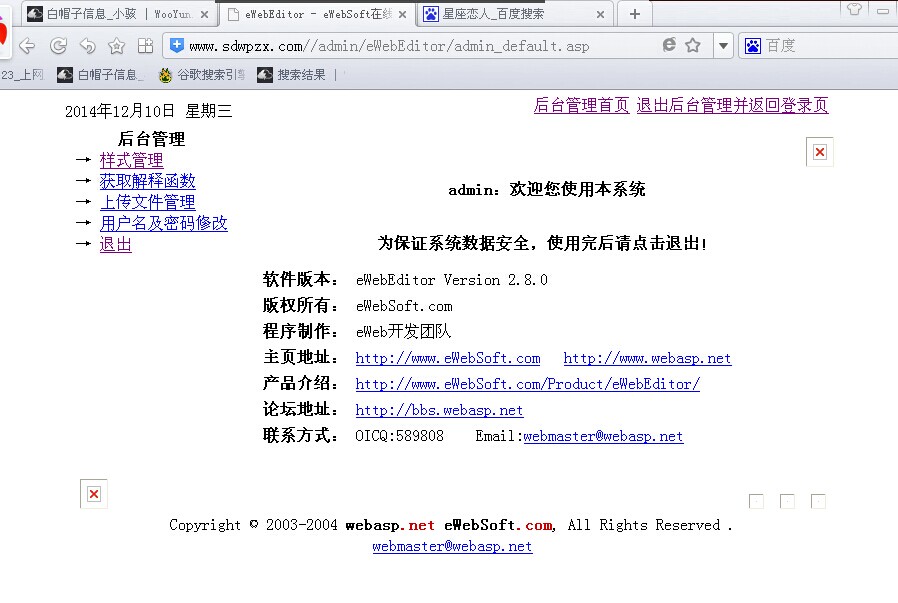 白帽子信息_小骇 | WooYun.
eWebEditor - eWebSoft在线
星座恋人_百度搜索
www.sdwpzx.com//admin/eWebEditor/admin_default.asp
百度
23_上网
白帽子信息_
谷歌搜索引擎
搜索结果 |
2014年12月10日 星期三
后台管理首页 退出后台管理并返回登录页
后台管理
→ 样式管理
→ 获取解释函数
→ 上传文件管理
→ 用户名及密码修改
→ 退出
admin：欢迎您使用本系统
为保证系统数据安全，使用完后请点击退出!
软件版本： eWebEditor Version 2.8.0
版权所有： eWebSoft.com
程序制作： eWeb开发团队
主页地址： http://www.eWebSoft.com http://www.webasp.net
产品介绍： http://www.eWebSoft.com/Product/eWebEditor/
论坛地址： http://bbs.webasp.net
联系方式： OICQ:589808 Email:webmaster@webasp.net
Copyright © 2003-2004 webasp.net eWebSoft.com, All Rights Reserved .
webmaster@webasp.net